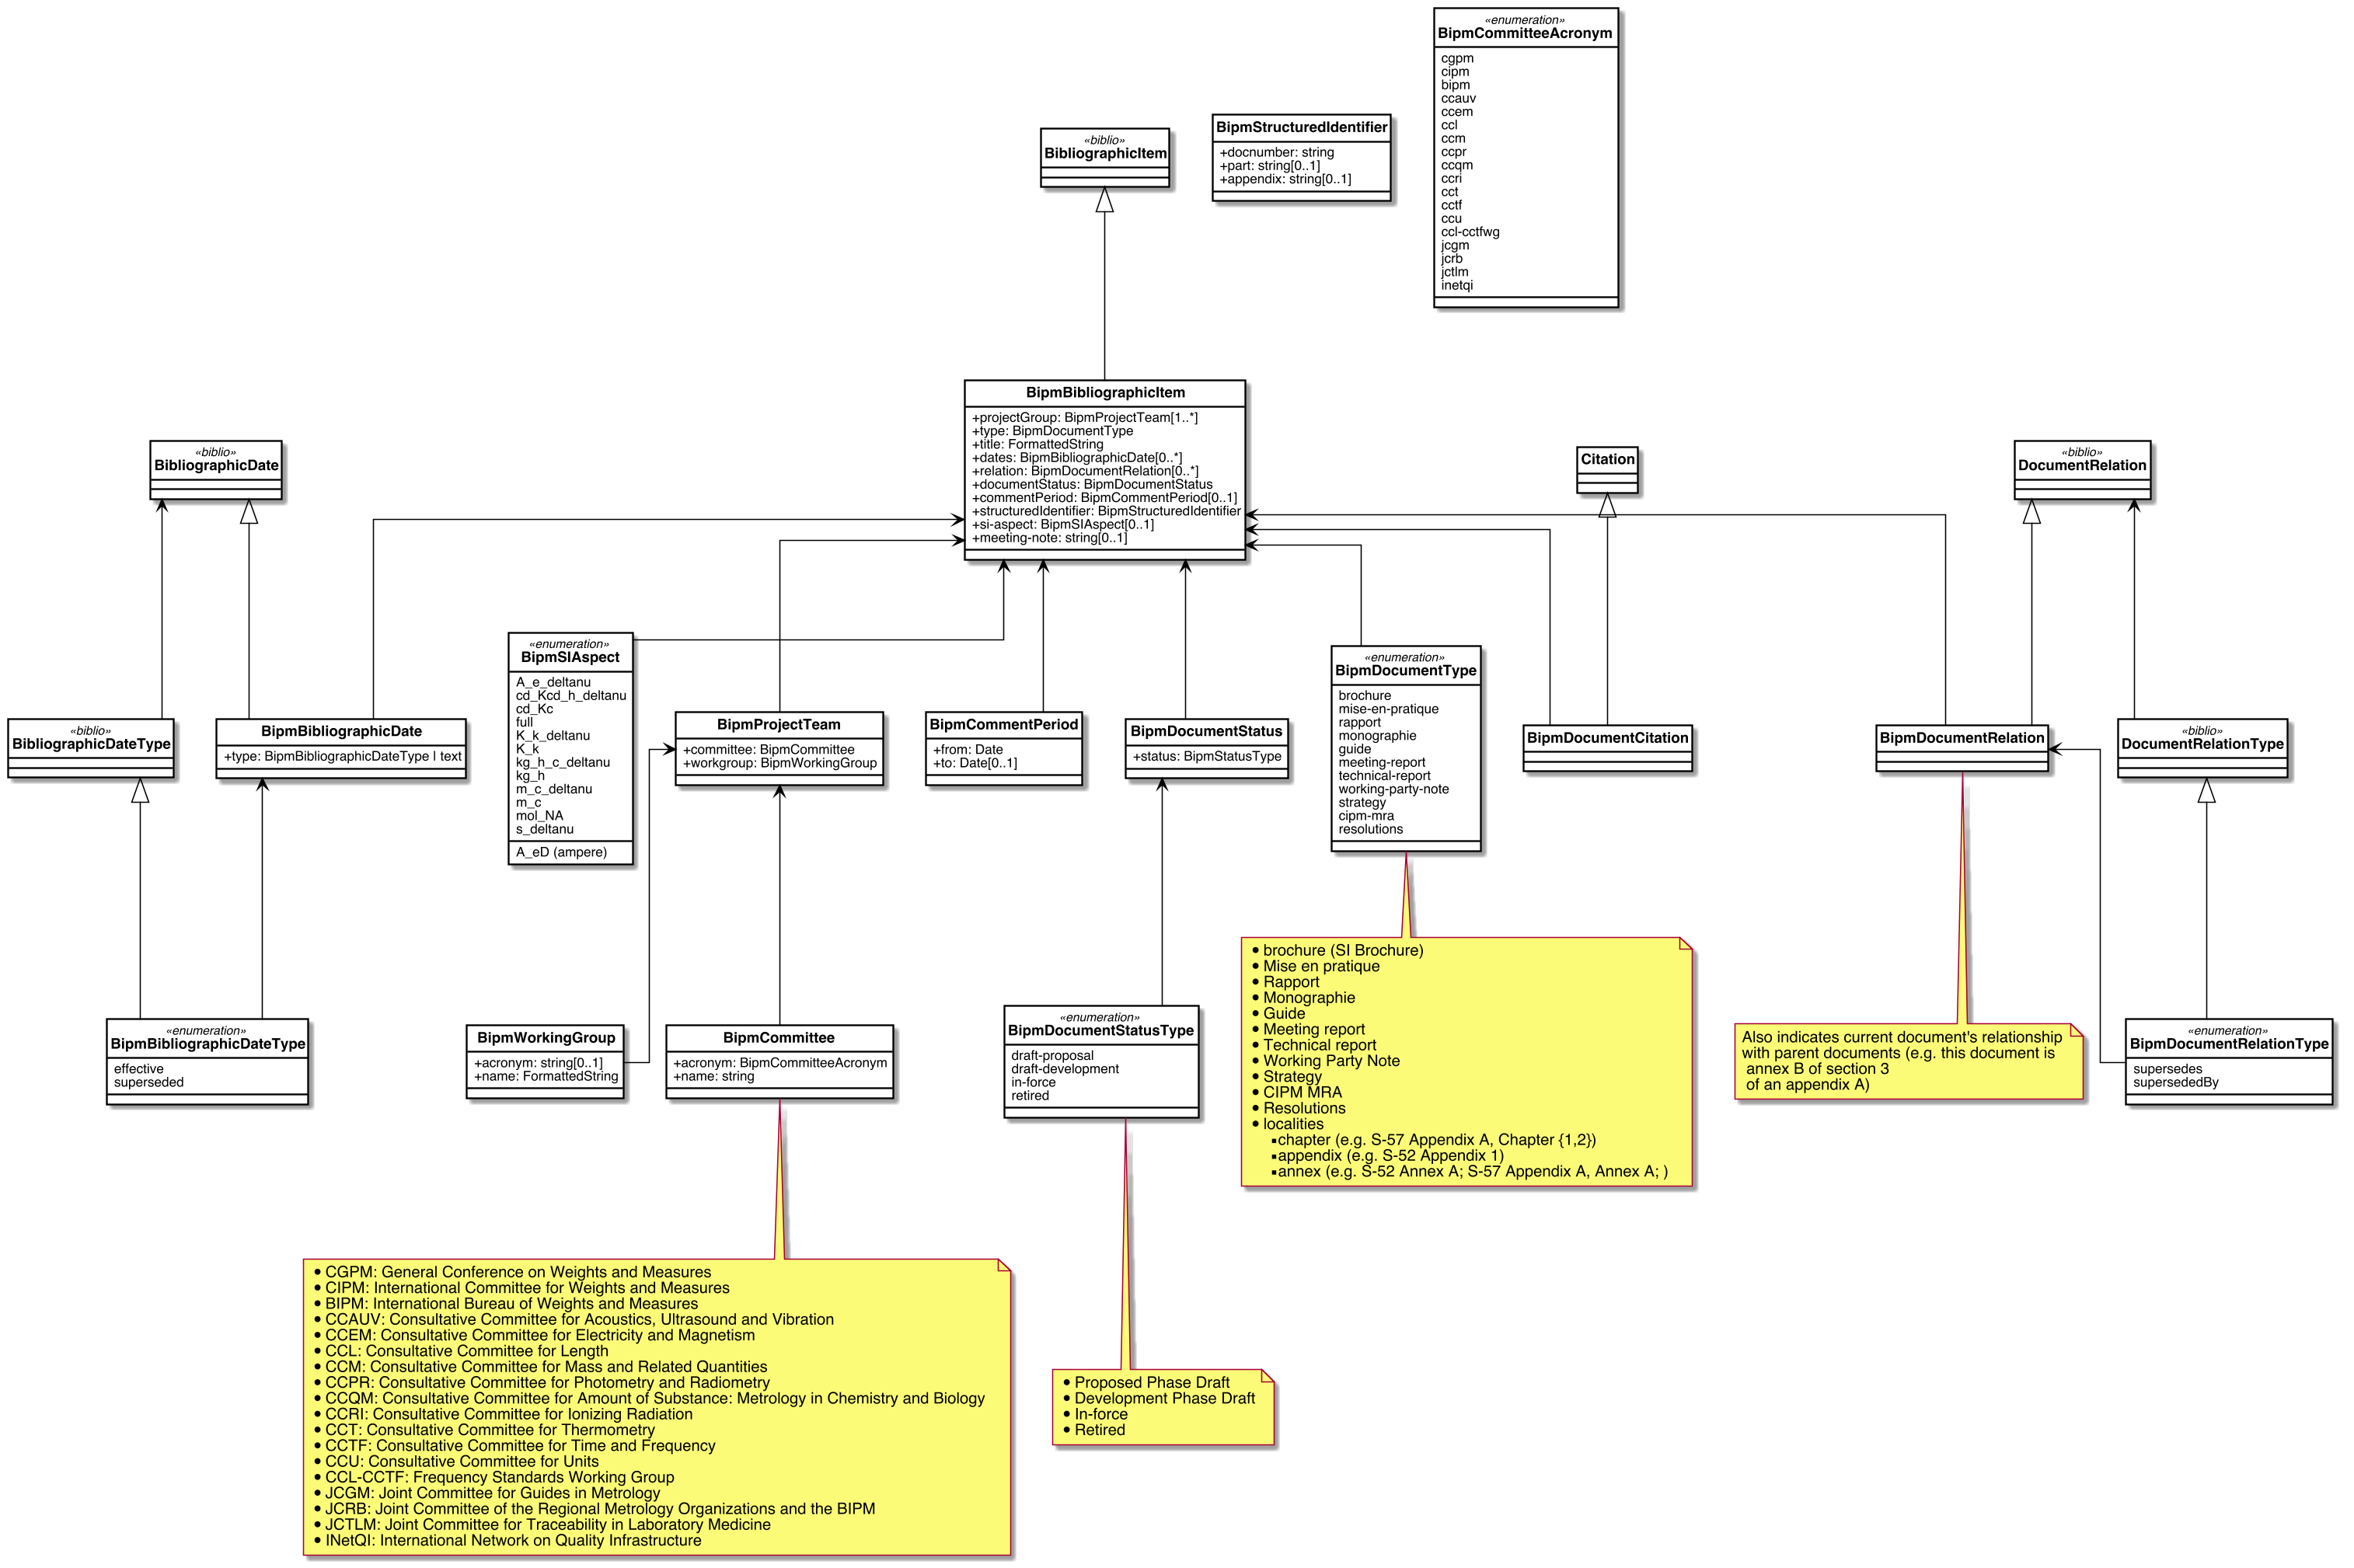 «enumeration»
BipmCommitteeAcronym
cgpm
cipm
bipm
ccauv
ccem
ccl
ccm
ccpr
ccqm
ccri
cct
cctf
ccu
ccl-cctfwg
jcgm
jcrb
jctlm
inetqi
«biblio»
BibliographicItem
BipmStructuredIdentifier
+docnumber: string
+part: string[0..1]
+appendix: string[0..1]
BipmBibliographicItem
+projectGroup: BipmProjectTeam[1..*]
+type: BipmDocumentType
+title: FormattedString
+dates: BipmBibliographicDate[0..*]
+relation: BipmDocumentRelation[0..*]
+documentStatus: BipmDocumentStatus
+commentPeriod: BipmCommentPeriod[0..1]
+structuredIdentifier: BipmStructuredIdentifier
+si-aspect: BipmSIAspect[0..1]
+meeting-note: string[0..1]
«biblio»
BibliographicDate
Citation
«biblio»
DocumentRelation
«enumeration»
BipmSIAspect
A_e_deltanu
cd_Kcd_h_deltanu
cd_Kc
full
K_k_deltanu
K_k
kg_h_c_deltanu
kg_h
m_c_deltanu
m_c
mol_NA
s_deltanu
A_eD (ampere)
«enumeration»
BipmDocumentType
brochure
mise-en-pratique
rapport
monographie
guide
meeting-report
technical-report
working-party-note
strategy
cipm-mra
resolutions
«biblio»
BibliographicDateType
BipmBibliographicDate
+type: BipmBibliographicDateType | text
BipmProjectTeam
+committee: BipmCommittee
+workgroup: BipmWorkingGroup
BipmCommentPeriod
+from: Date
+to: Date[0..1]
BipmDocumentStatus
+status: BipmStatusType
BipmDocumentCitation
BipmDocumentRelation
«biblio»
DocumentRelationType
• brochure (SI Brochure)
• Mise en pratique
• Rapport
• Monographie
• Guide
• Meeting report
• Technical report
• Working Party Note
• Strategy
• CIPM MRA
• Resolutions
• localities
▪ chapter (e.g. S-57 Appendix A, Chapter {1,2})
▪ appendix (e.g. S-52 Appendix 1)
▪ annex (e.g. S-52 Annex A; S-57 Appendix A, Annex A; )
«enumeration»
BipmBibliographicDateType
effective
superseded
BipmWorkingGroup
+acronym: string[0..1]
+name: FormattedString
BipmCommittee
+acronym: BipmCommitteeAcronym
+name: string
«enumeration»
BipmDocumentStatusType
draft-proposal
draft-development
in-force
retired
Also indicates current document's relationship
with parent documents (e.g. this document is
annex B of section 3
of an appendix A)
«enumeration»
BipmDocumentRelationType
supersedes
supersededBy
• CGPM: General Conference on Weights and Measures
• CIPM: International Committee for Weights and Measures
• BIPM: International Bureau of Weights and Measures
• CCAUV: Consultative Committee for Acoustics, Ultrasound and Vibration
• CCEM: Consultative Committee for Electricity and Magnetism
• CCL: Consultative Committee for Length
• CCM: Consultative Committee for Mass and Related Quantities
• CCPR: Consultative Committee for Photometry and Radiometry
• CCQM: Consultative Committee for Amount of Substance: Metrology in Chemistry and Biology
• CCRI: Consultative Committee for Ionizing Radiation
• CCT: Consultative Committee for Thermometry
• CCTF: Consultative Committee for Time and Frequency
• CCU: Consultative Committee for Units
• CCL-CCTF: Frequency Standards Working Group
• JCGM: Joint Committee for Guides in Metrology
• JCRB: Joint Committee of the Regional Metrology Organizations and the BIPM
• JCTLM: Joint Committee for Traceability in Laboratory Medicine
• INetQI: International Network on Quality Infrastructure
• Proposed Phase Draft
• Development Phase Draft
• In-force
• Retired